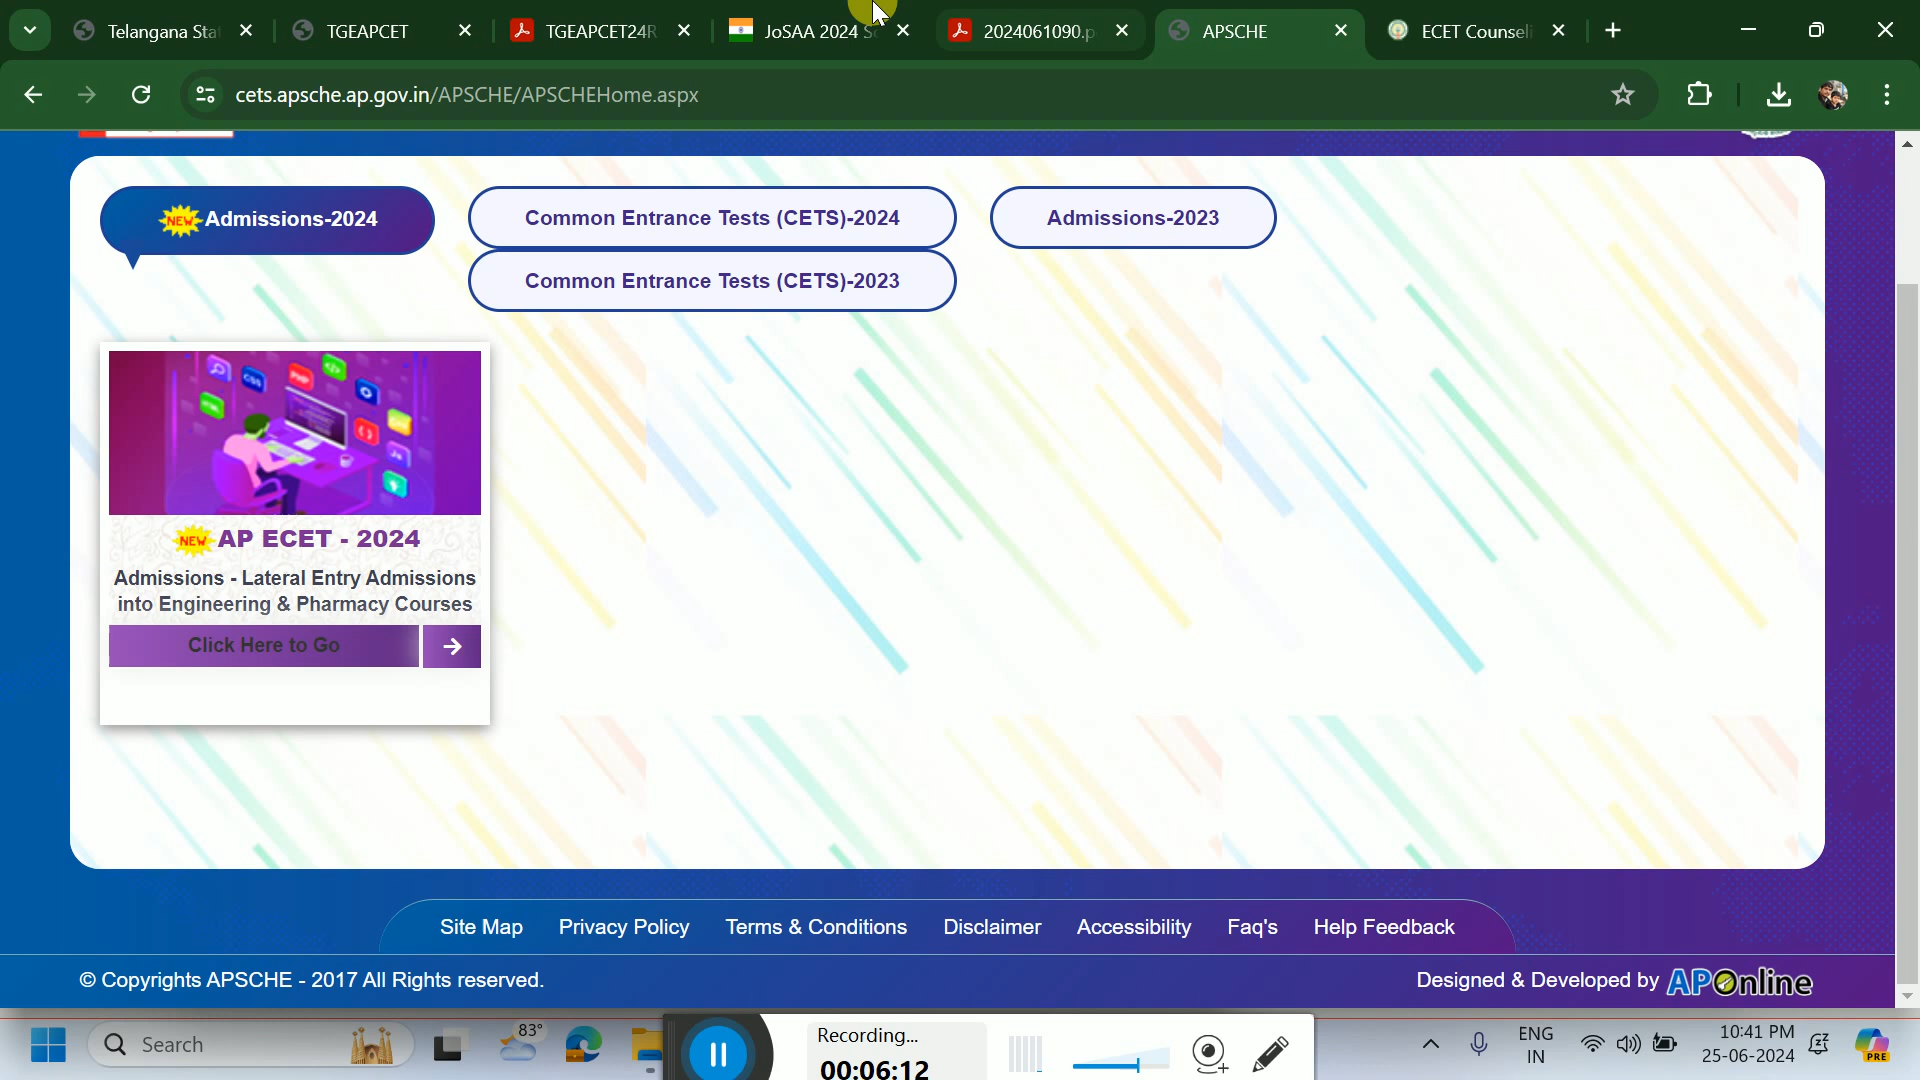 Telangana Sta
TGEAPCET
TGEAPCET24R
JoSAA 2024 S
2024061090.p
APSCHE
ECET Counseli
cets.apsche.ap.gov.in/APSCHE/APSCHEHome.aspx
NEW Admissions-2024
Common Entrance Tests (CETS)-2024
Admissions-2023
Common Entrance Tests (CETS)-2023
NEW AP ECET - 2024
Admissions - Lateral Entry Admissions
into Engineering & Pharmacy Courses
Click Here to Go
Site Map
Privacy Policy
Terms & Conditions
Disclaimer
Accessibility
Faq's
Help Feedback
© Copyrights APSCHE - 2017 All Rights reserved.
Designed & Developed by APOnline
Search
83°
Recording...
00:06:12
ENG
IN
10:41 PM
25-06-2024
PRE